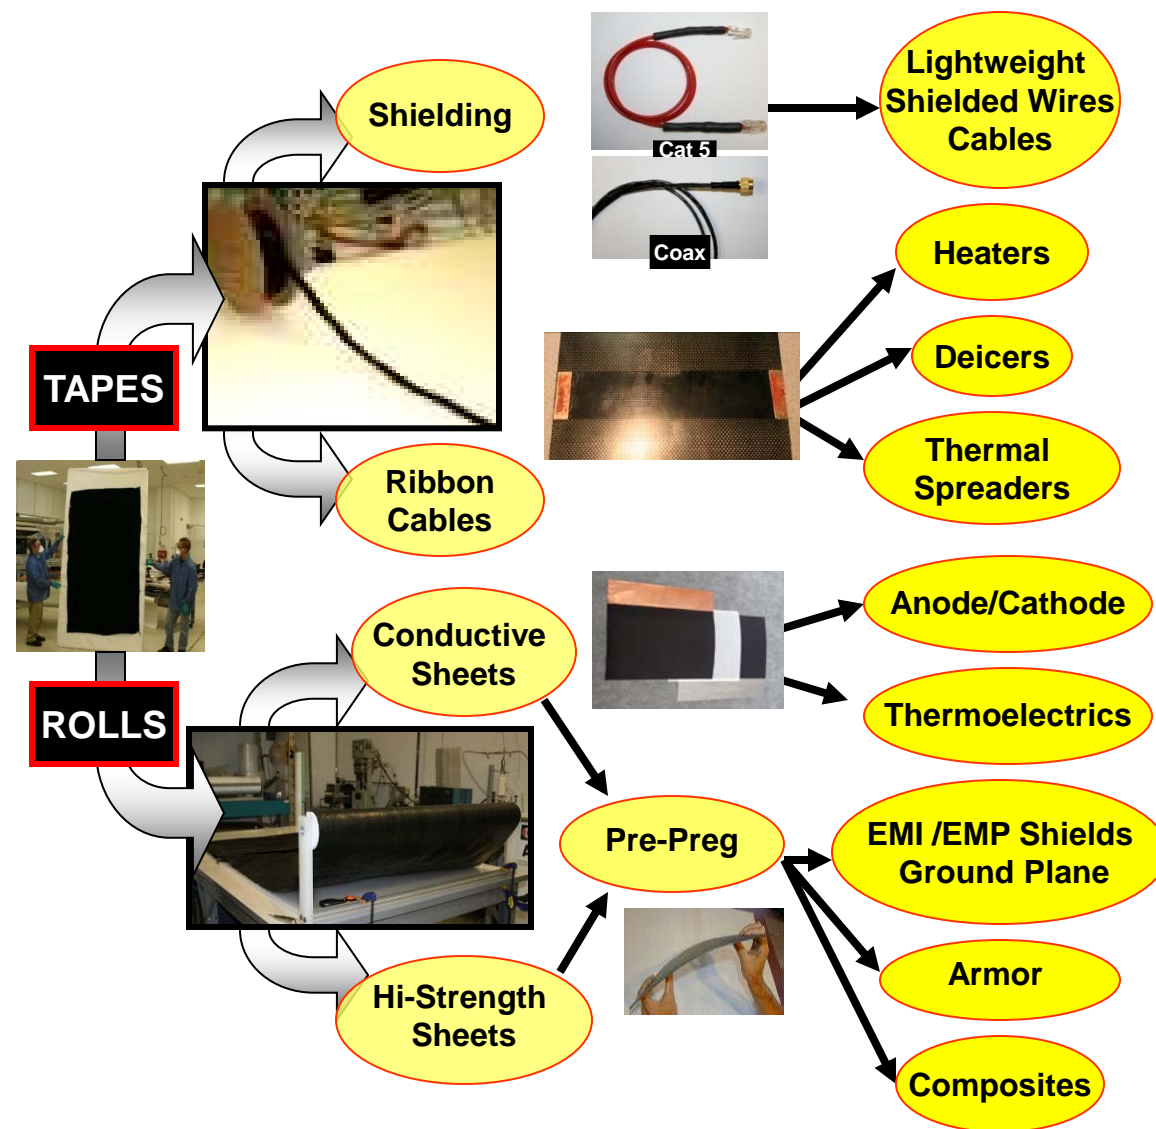 Lightweight
Shielded Wires
Cables
Shielding
Cat 5
Coax
Heaters
TAPES
Deicers
Thermal
Spreaders
Ribbon
Cables
Anode/Cathode
Conductive
Sheets
Thermoelectrics
ROLLS
Pre-Preg
EMI /EMP Shields
Ground Plane
Armor
Hi-Strength
Sheets
Composites